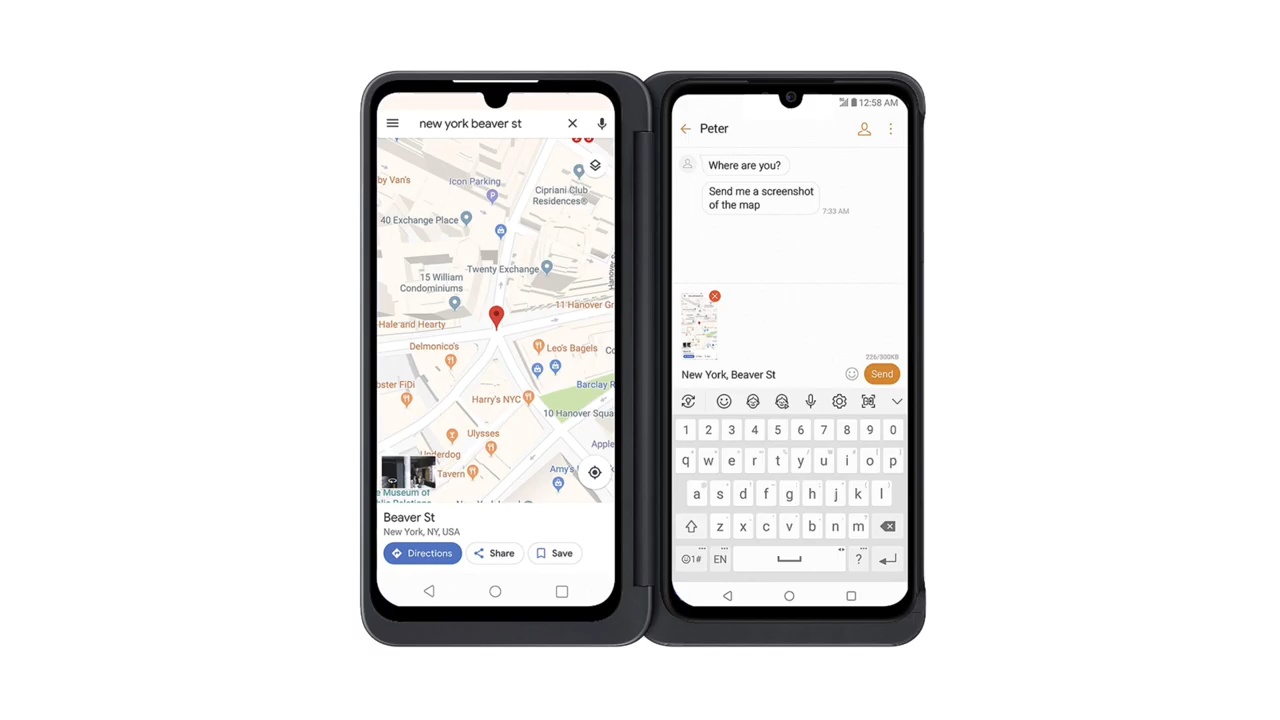 new york beaver st
by Van's
Icon Parking
P
Cipriani Club
Residences®
40 Exchange Place
Twenty Exchange
15 William
Condominiums
11 Hanover Gr
Hale and Hearty
Delmonico's
Leo's Bagels
Barclay
bster FiDi
Harry's NYC
10 Hanover Squa
Ulysses
Apple
Underdog
Tavern
Amy's
e Museum of
Beaver St
New York, NY, USA
Directions
Share
Save
12:58 AM
Peter
Where are you?
Send me a screenshot
of the map
7:33 AM
226/300KB
New York, Beaver St
Send
1 2 3 4 5 6 7 8 9 0
q w e r t y u i o p
a s d f g h j k l
z x c v b n m
1# EN ?